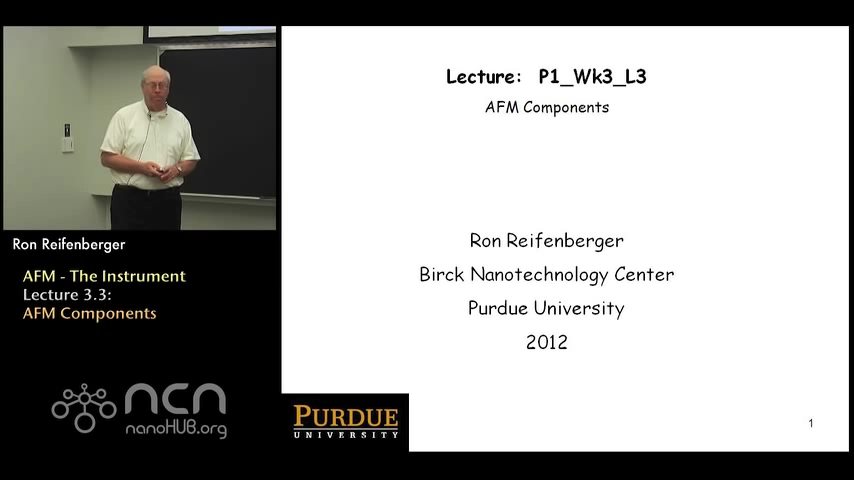 Lecture: P1_Wk3_L3
AFM Components
Ron Reifenberger
Birck Nanotechnology Center
Purdue University
2012
1
Ron Reifenberger
AFM - The Instrument
Lecture 3.3:
AFM Components
ncn
nanoHUB.org
PURDUE
UNIVERSITY